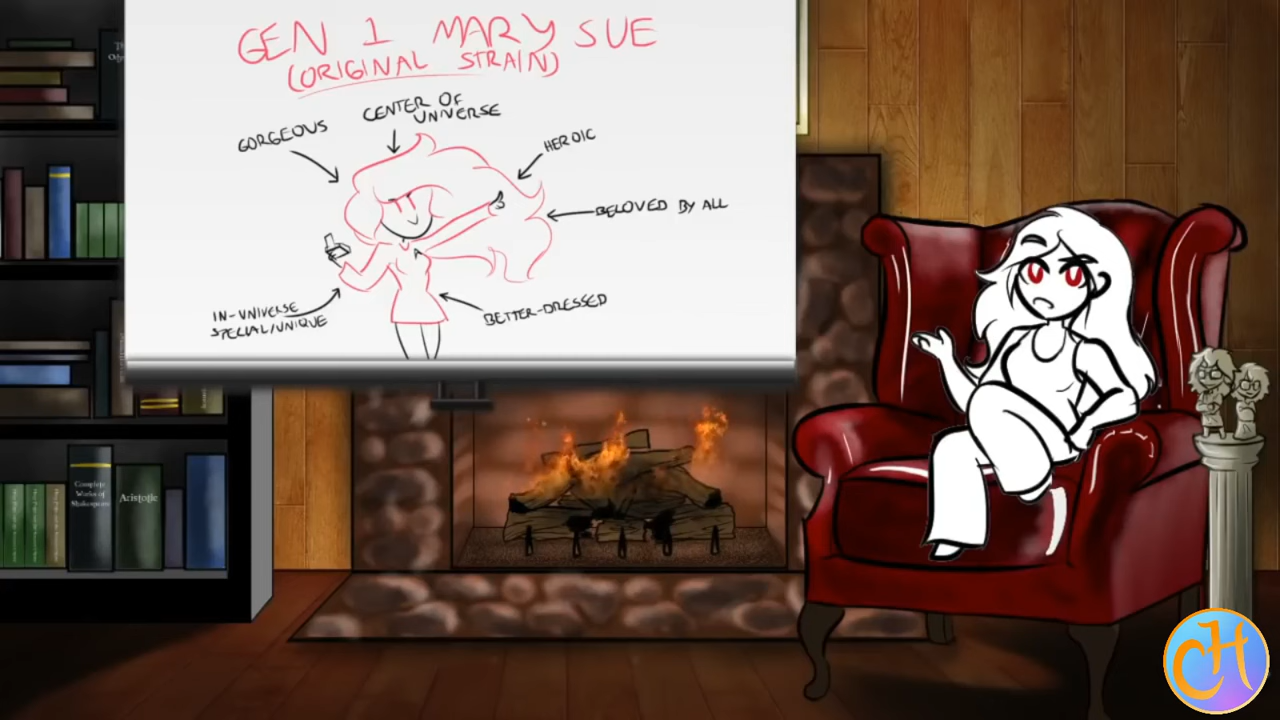 GEN 1 MARY SUE
(ORIGINAL STRAIN)
CENTER OF
UNIVERSE
GORGEOUS
HEROIC
BELOVED BY ALL
IN-UNIVERSE
SPECIAL/UNIQUE
BETTER-DRESSED
Complete
Works of
Shakespeare
Aristotle
CH